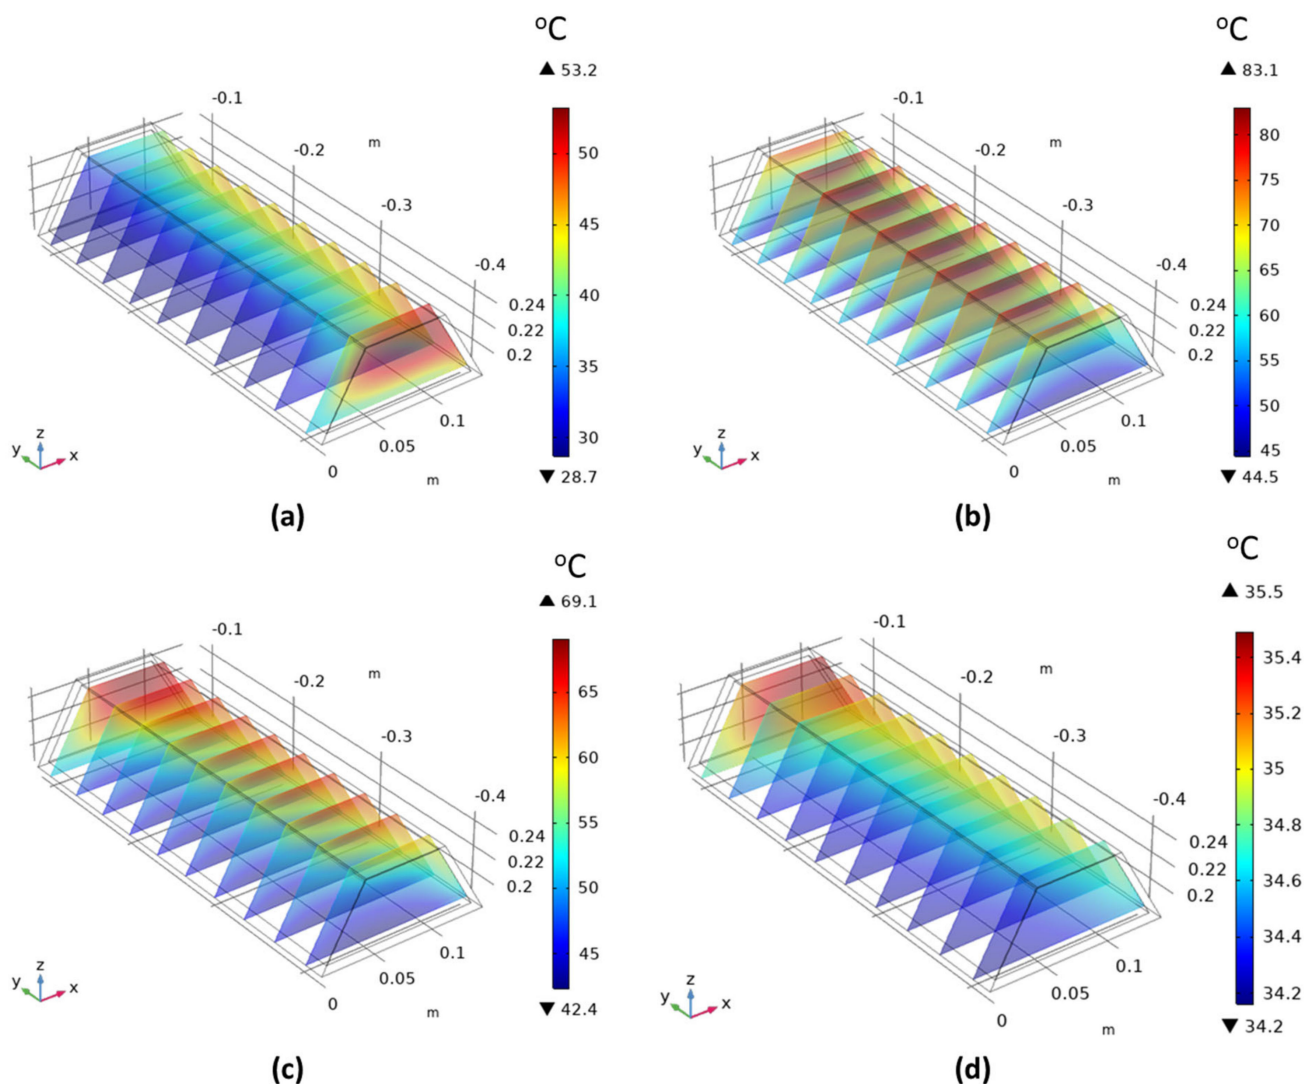 °C
▲ 53.2
-0.1
m
-0.2
-0.3
-0.4
0.24
0.22
0.2
0.1
0.05
0
m
50
45
40
35
30
▼ 28.7
z
y
x
(a)
°C
▲ 83.1
-0.1
m
-0.2
-0.3
-0.4
0.24
0.22
0.2
0.1
0.05
0
m
80
75
70
65
60
55
50
45
▼ 44.5
z
y
x
(b)
°C
▲ 69.1
-0.1
m
-0.2
-0.3
-0.4
0.24
0.22
0.2
0.1
0.05
0
m
65
60
55
50
45
▼ 42.4
z
y
x
(c)
°C
▲ 35.5
-0.1
m
-0.2
-0.3
-0.4
0.24
0.22
0.2
0.1
0.05
0
m
35.4
35.2
35
34.8
34.6
34.4
34.2
▼ 34.2
z
y
x
(d)